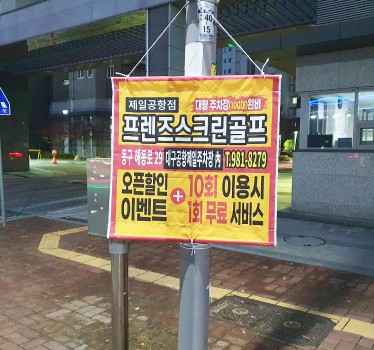 40
15
제일공항점
대형 주차장 100대 완비
프렌즈스크린골프
동구 해동로 29 대구공항제일주차장 內 T.981-8279
오픈할인 이벤트 + 10회 이용시 1회 무료 서비스